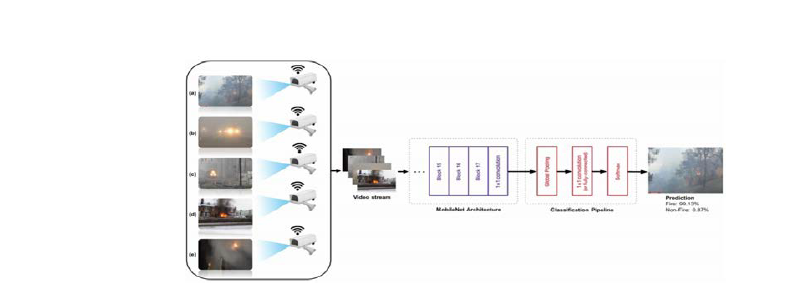 (a)
(b)
(c)
(d)
(e)
Video stream
Block 15
Block 16
Block 17
1×1 convolution
MobileNet Architecture
Global Pooling
1×1 convolution
(or fully connected)
Softmax
Classification Pipeline
Prediction
Fire: 99.13%
Non-Fire: 0.87%